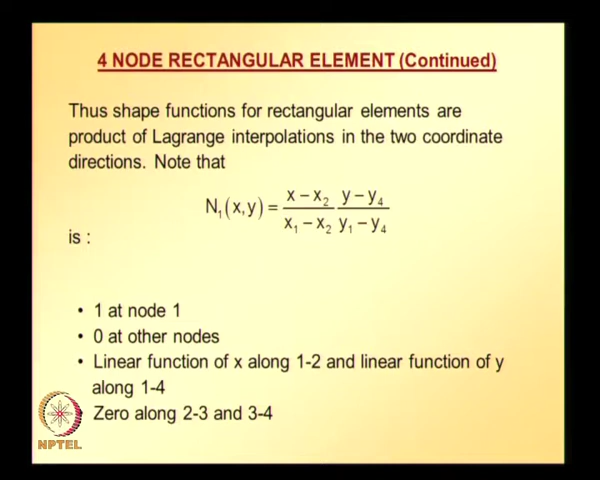 4 NODE RECTANGULAR ELEMENT (Continued)
Thus shape functions for rectangular elements are
product of Lagrange interpolations in the two coordinate
directions. Note that
N₁(x,y) = (x − x₂)/(x₁ − x₂) (y − y₄)/(y₁ − y₄)
is :
• 1 at node 1
• 0 at other nodes
• Linear function of x along 1-2 and linear function of y
along 1-4
Zero along 2-3 and 3-4
NPTEL